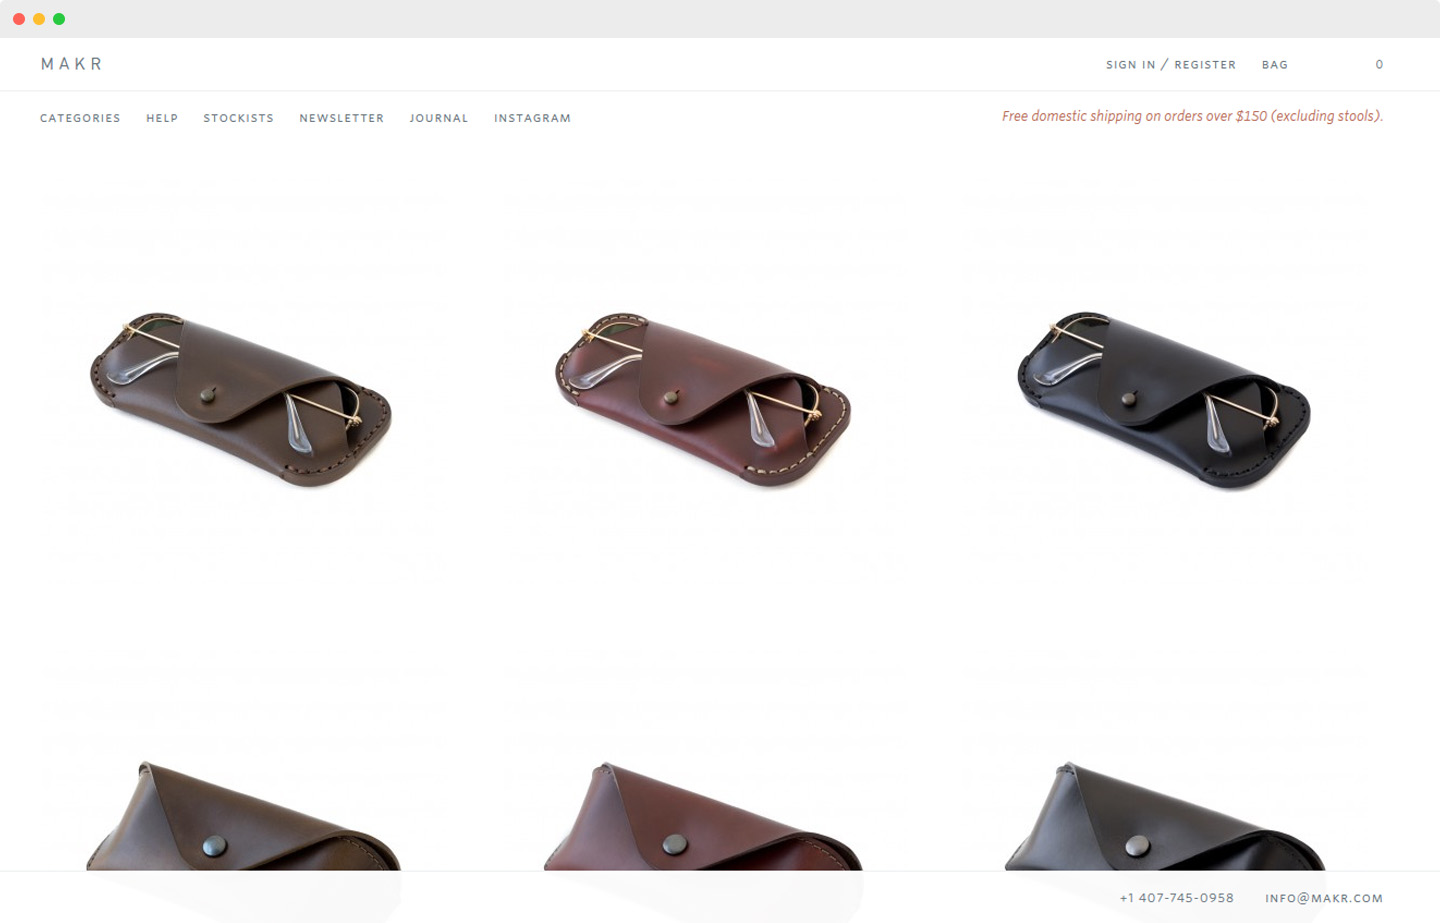 MAKR
SIGN IN / REGISTER BAG 0
CATEGORIES HELP STOCKISTS NEWSLETTER JOURNAL INSTAGRAM
Free domestic shipping on orders over $150 (excluding stools).
+1 407-745-0958 INFO@MAKR.COM